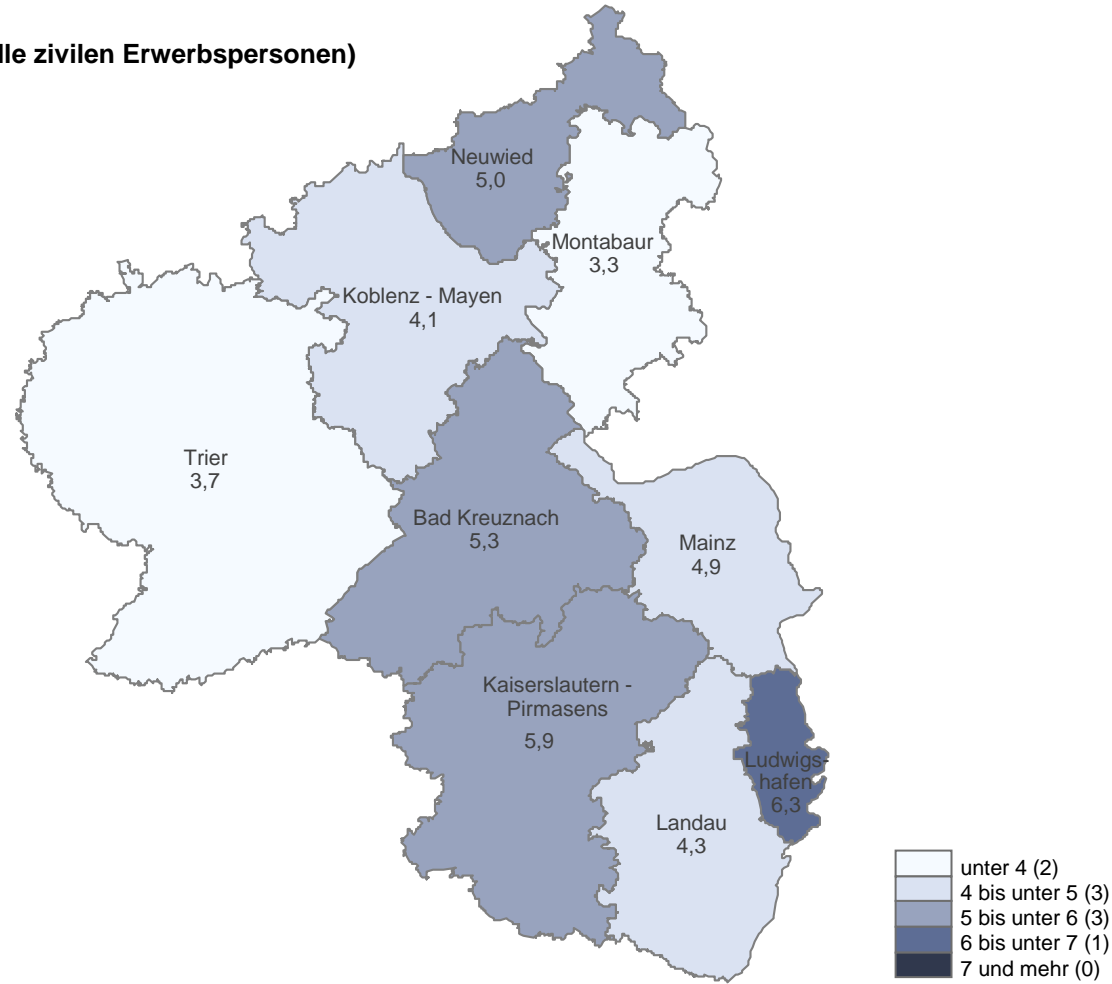 lle zivilen Erwerbspersonen)
Neuwied
5,0
Montabaur
3,3
Koblenz - Mayen
4,1
Trier
3,7
Bad Kreuznach
5,3
Mainz
4,9
Kaiserslautern -
Pirmasens
5,9
Ludwigs-
hafen
6,3
Landau
4,3
unter 4 (2)
4 bis unter 5 (3)
5 bis unter 6 (3)
6 bis unter 7 (1)
7 und mehr (0)